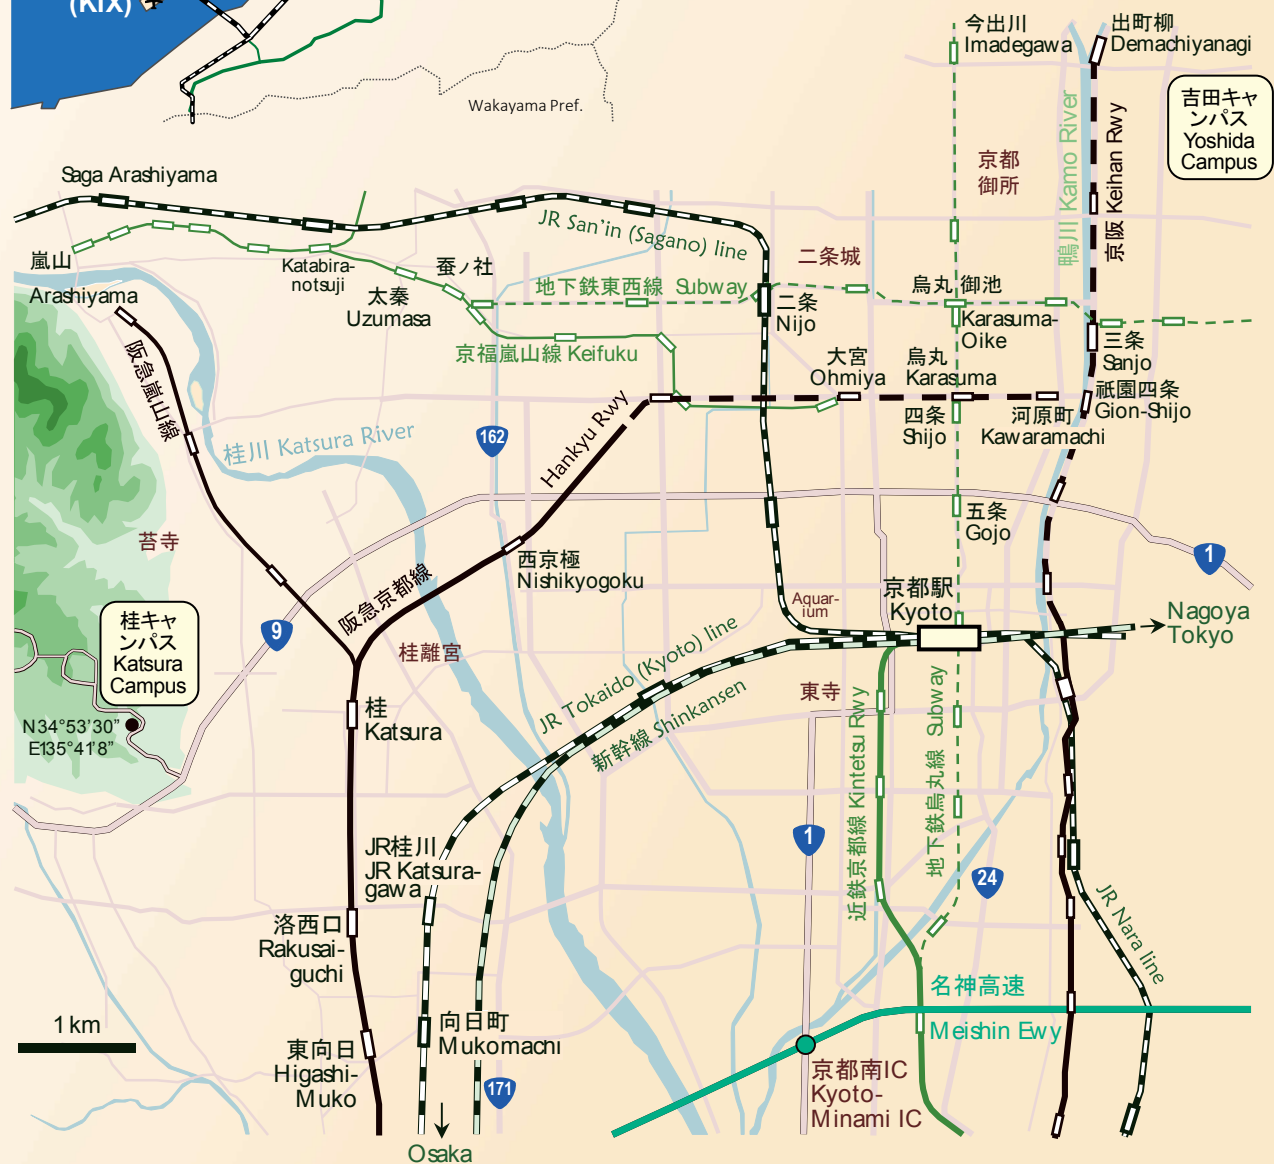 (KIX)
Wakayama Pref.
今出川
Imadegawa
出町柳
Demachiyanagi
吉田キャ
ンパス
Yoshida
Campus
京都
御所
鴨川 Kamo River
京阪 Keihan Rwy
Saga Arashiyama
JR San'in (Sagano) line
嵐山
Arashiyama
Katabira-
notsuji
蚕ノ社
太秦
Uzumasa
地下鉄東西線 Subway
二条城
二条
Nijo
烏丸 御池
Karasuma-
Oike
三条
Sanjo
京福嵐山線 Keifuku
阪急嵐山線
大宮
Ohmiya
烏丸
Karasuma
四条
Shijo
河原町
Kawaramachi
祇園四条
Gion-Shijo
桂川 Katsura River
162
Hankyu Rwy
五条
Gojo
苔寺
西京極
Nishikyogoku
1
阪急京都線
9
桂キャ
ンパス
Katsura
Campus
桂離宮
Aquar-
ium
京都駅
Kyoto
Nagoya
Tokyo
N34°53'30”
E135°41'8”
桂
Katsura
JR Tokaido (Kyoto) line
新幹線 Shinkansen
東寺
近鉄京都線 Kintetsu Rwy
地下鉄烏丸線 Subway
1
24
JR桂川
JR Katsura-
gawa
JR Nara line
洛西口
Rakusai-
guchi
名神高速
Meishin Ewy
1 km
向日町
Mukomachi
東向日
Higashi-
Muko
171
京都南IC
Kyoto-
Minami IC
Osaka